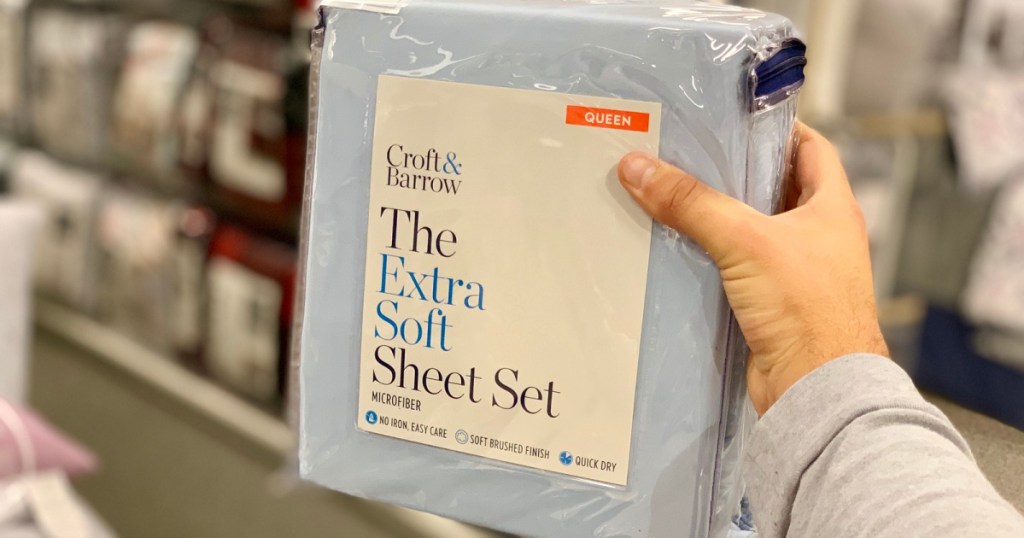 QUEEN
Croft&
Barrow
The
Extra
Soft
Sheet Set
MICROFIBER
NO IRON, EASY CARE SOFT BRUSHED FINISH QUICK DRY